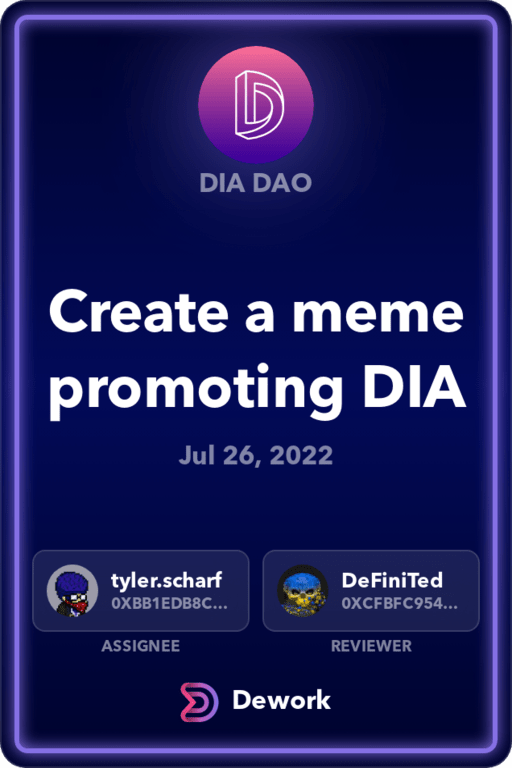 DIA DAO
Create a meme
promoting DIA
Jul 26, 2022
tyler.scharf
0XBB1EDB8C...
ASSIGNEE
DeFiniTed
0XCFBFC954...
REVIEWER
Dework